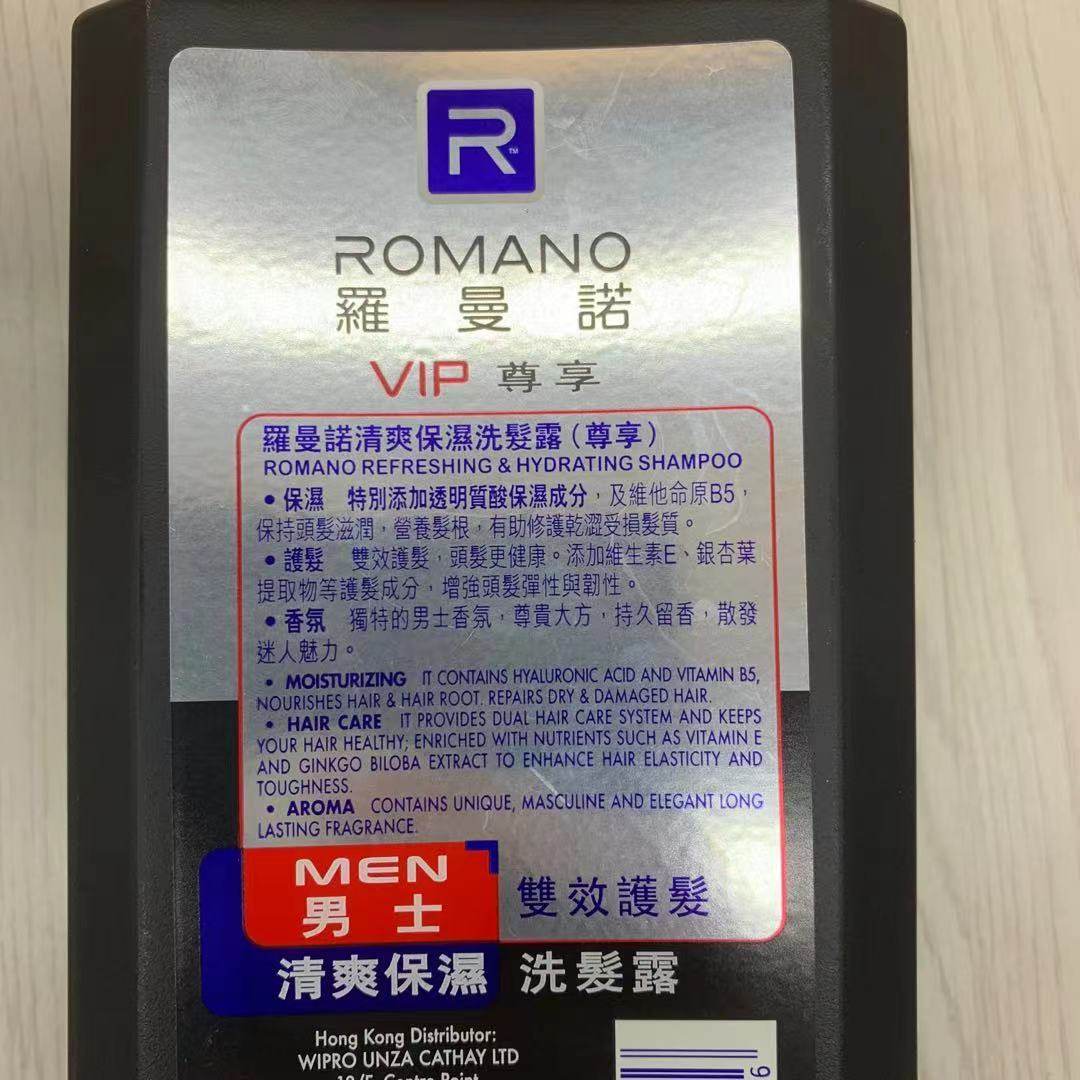 R™
ROMANO
羅曼諾
VIP 尊享
羅曼諾清爽保濕洗髮露(尊享)
ROMANO REFRESHING & HYDRATING SHAMPOO
• 保濕 特別添加透明質酸保濕成分,及維他命原B5,
保持頭髮滋潤,營養髮根,有助修護乾澀受損髮質。
• 護髮 雙效護髮,頭髮更健康。添加維生素E、銀杏葉
提取物等護髮成分,增強頭髮彈性與韌性。
• 香氛 獨特的男士香氛,尊貴大方,持久留香,散發
迷人魅力。
• MOISTURIZING IT CONTAINS HYALURONIC ACID AND VITAMIN B5,
NOURISHES HAIR & HAIR ROOT. REPAIRS DRY & DAMAGED HAIR.
• HAIR CARE IT PROVIDES DUAL HAIR CARE SYSTEM AND KEEPS
YOUR HAIR HEALTHY, ENRICHED WITH NUTRIENTS SUCH AS VITAMIN E
AND GINKGO BILOBA EXTRACT TO ENHANCE HAIR ELASTICITY AND
TOUGHNESS.
• AROMA CONTAINS UNIQUE, MASCULINE AND ELEGANT LONG
LASTING FRAGRANCE.
MEN
男士 雙效護髮
清爽保濕 洗髮露
Hong Kong Distributor:
WIPRO UNZA CATHAY LTD